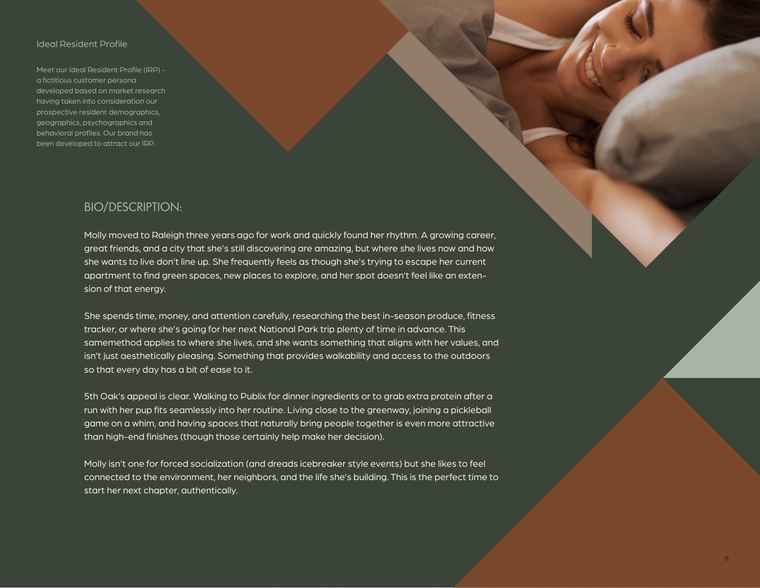 Ideal Resident Profile
Meet our Ideal Resident Profile (IRP) –
a fictitious customer persona
developed based on market research
having taken into consideration our
prospective resident demographics,
geographics, psychographics and
behavioral profiles. Our brand has
been developed to attract our IRP.
BIO/DESCRIPTION:
Molly moved to Raleigh three years ago for work and quickly found her rhythm. A growing career,
great friends, and a city that she's still discovering are amazing, but where she lives now and how
she wants to live don't line up. She frequently feels as though she's trying to escape her current
apartment to find green spaces, new places to explore, and her spot doesn't feel like an exten-
sion of that energy.
She spends time, money, and attention carefully, researching the best in-season produce, fitness
tracker, or where she's going for her next National Park trip plenty of time in advance. This
samemethod applies to where she lives, and she wants something that aligns with her values, and
isn't just aesthetically pleasing. Something that provides walkability and access to the outdoors
so that every day has a bit of ease to it.
5th Oak's appeal is clear. Walking to Publix for dinner ingredients or to grab extra protein after a
run with her pup fits seamlessly into her routine. Living close to the greenway, joining a pickleball
game on a whim, and having spaces that naturally bring people together is even more attractive
than high-end finishes (though those certainly help make her decision).
Molly isn't one for forced socialization (and dreads icebreaker style events) but she likes to feel
connected to the environment, her neighbors, and the life she's building. This is the perfect time to
start her next chapter, authentically.
6